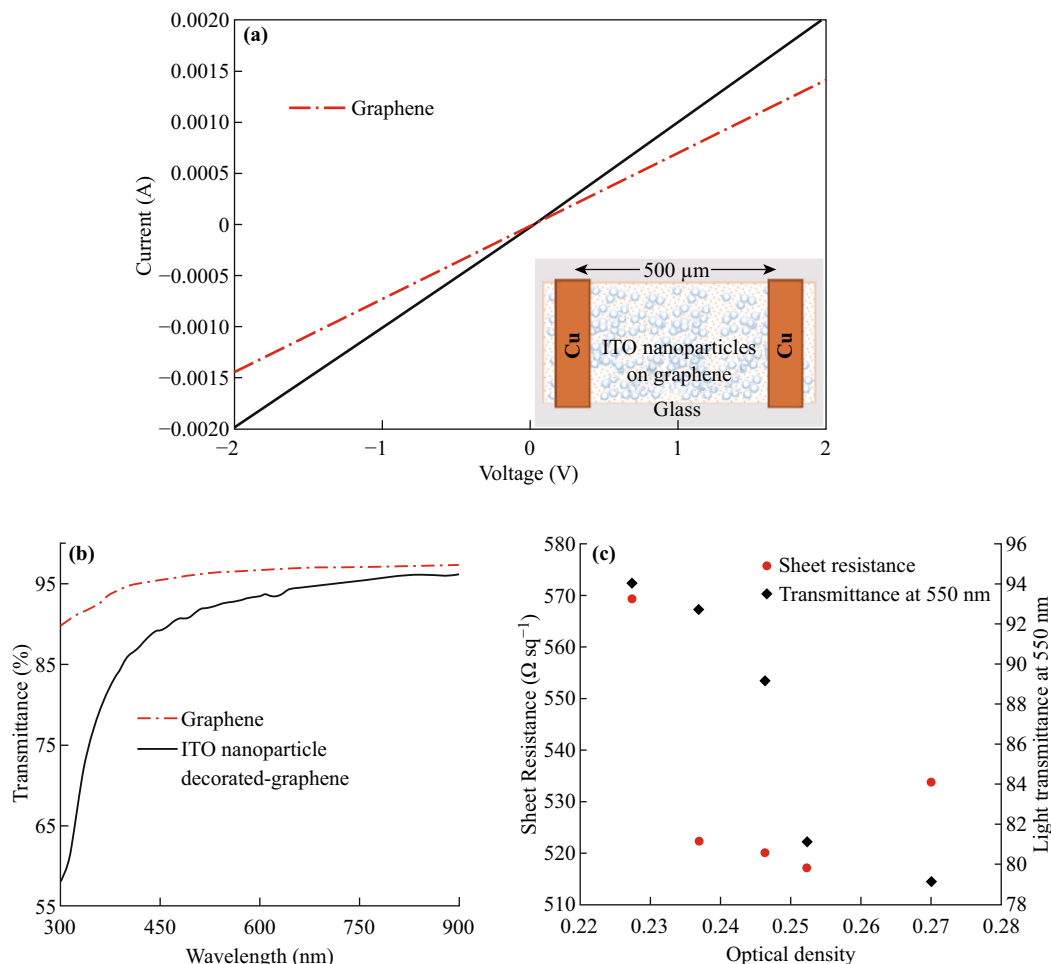 (a)
0.0020
0.0015
0.0010
0.0005
0
−0.0005
−0.0010
−0.0015
−0.0020
Current (A)
Graphene
500 µm
Cu
ITO nanoparticles
on graphene
Cu
Glass
−2
−1
0
1
2
Voltage (V)
(b)
95
85
75
65
55
Transmittance (%)
Graphene
ITO nanoparticle
decorated-graphene
300
450
600
750
900
Wavelength (nm)
(c)
580
570
560
550
540
530
520
510
Sheet Resistance (Ω sq⁻¹)
Sheet resistance
Transmittance at 550 nm
96
94
92
90
88
86
84
82
80
78
Light transmittance at 550 nm
0.22
0.23
0.24
0.25
0.26
0.27
0.28
Optical density